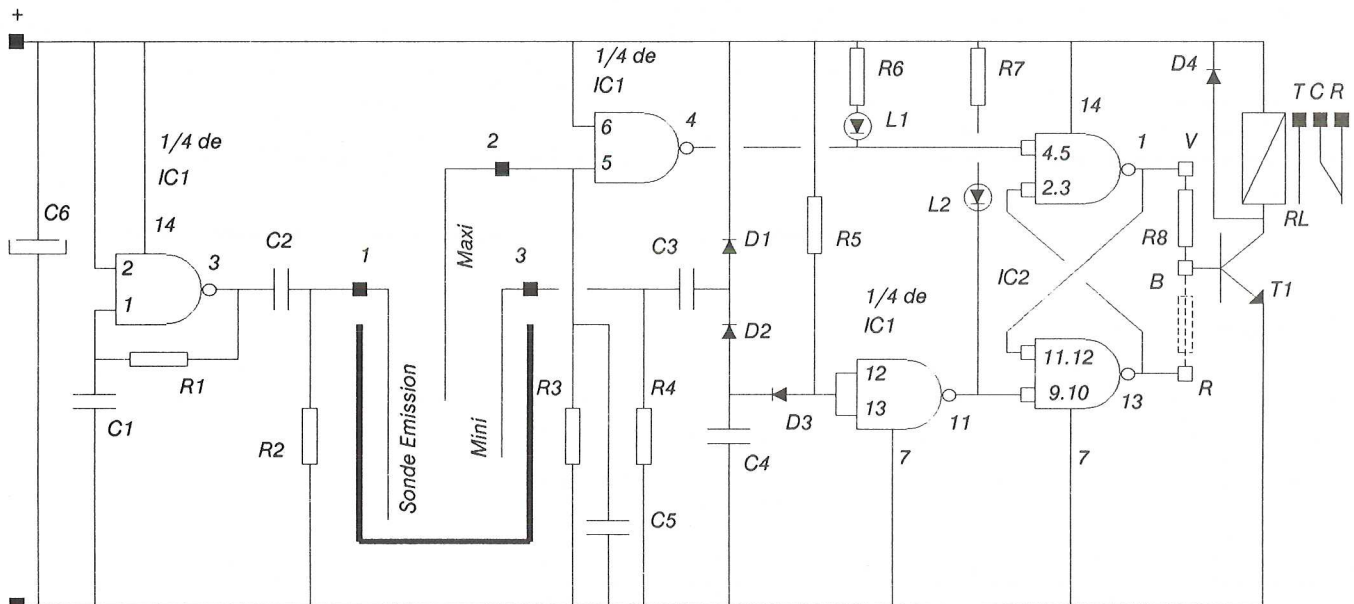 +
1/4 de
IC1
R6
R7
D4
T C R
6
4
L1
14
1/4 de
IC1
2
5
4.5
1
V
2.3
C6
14
L2
RL
C2
1
Maxi
3
C3
D1
R5
R8
2
3
IC2
B
T1
1
1/4 de
IC1
D2
R1
11.12
12
R3
R4
9.10
13
R
C1
Sonde Emission
Mini
13
D3
11
R2
C4
7
7
C5